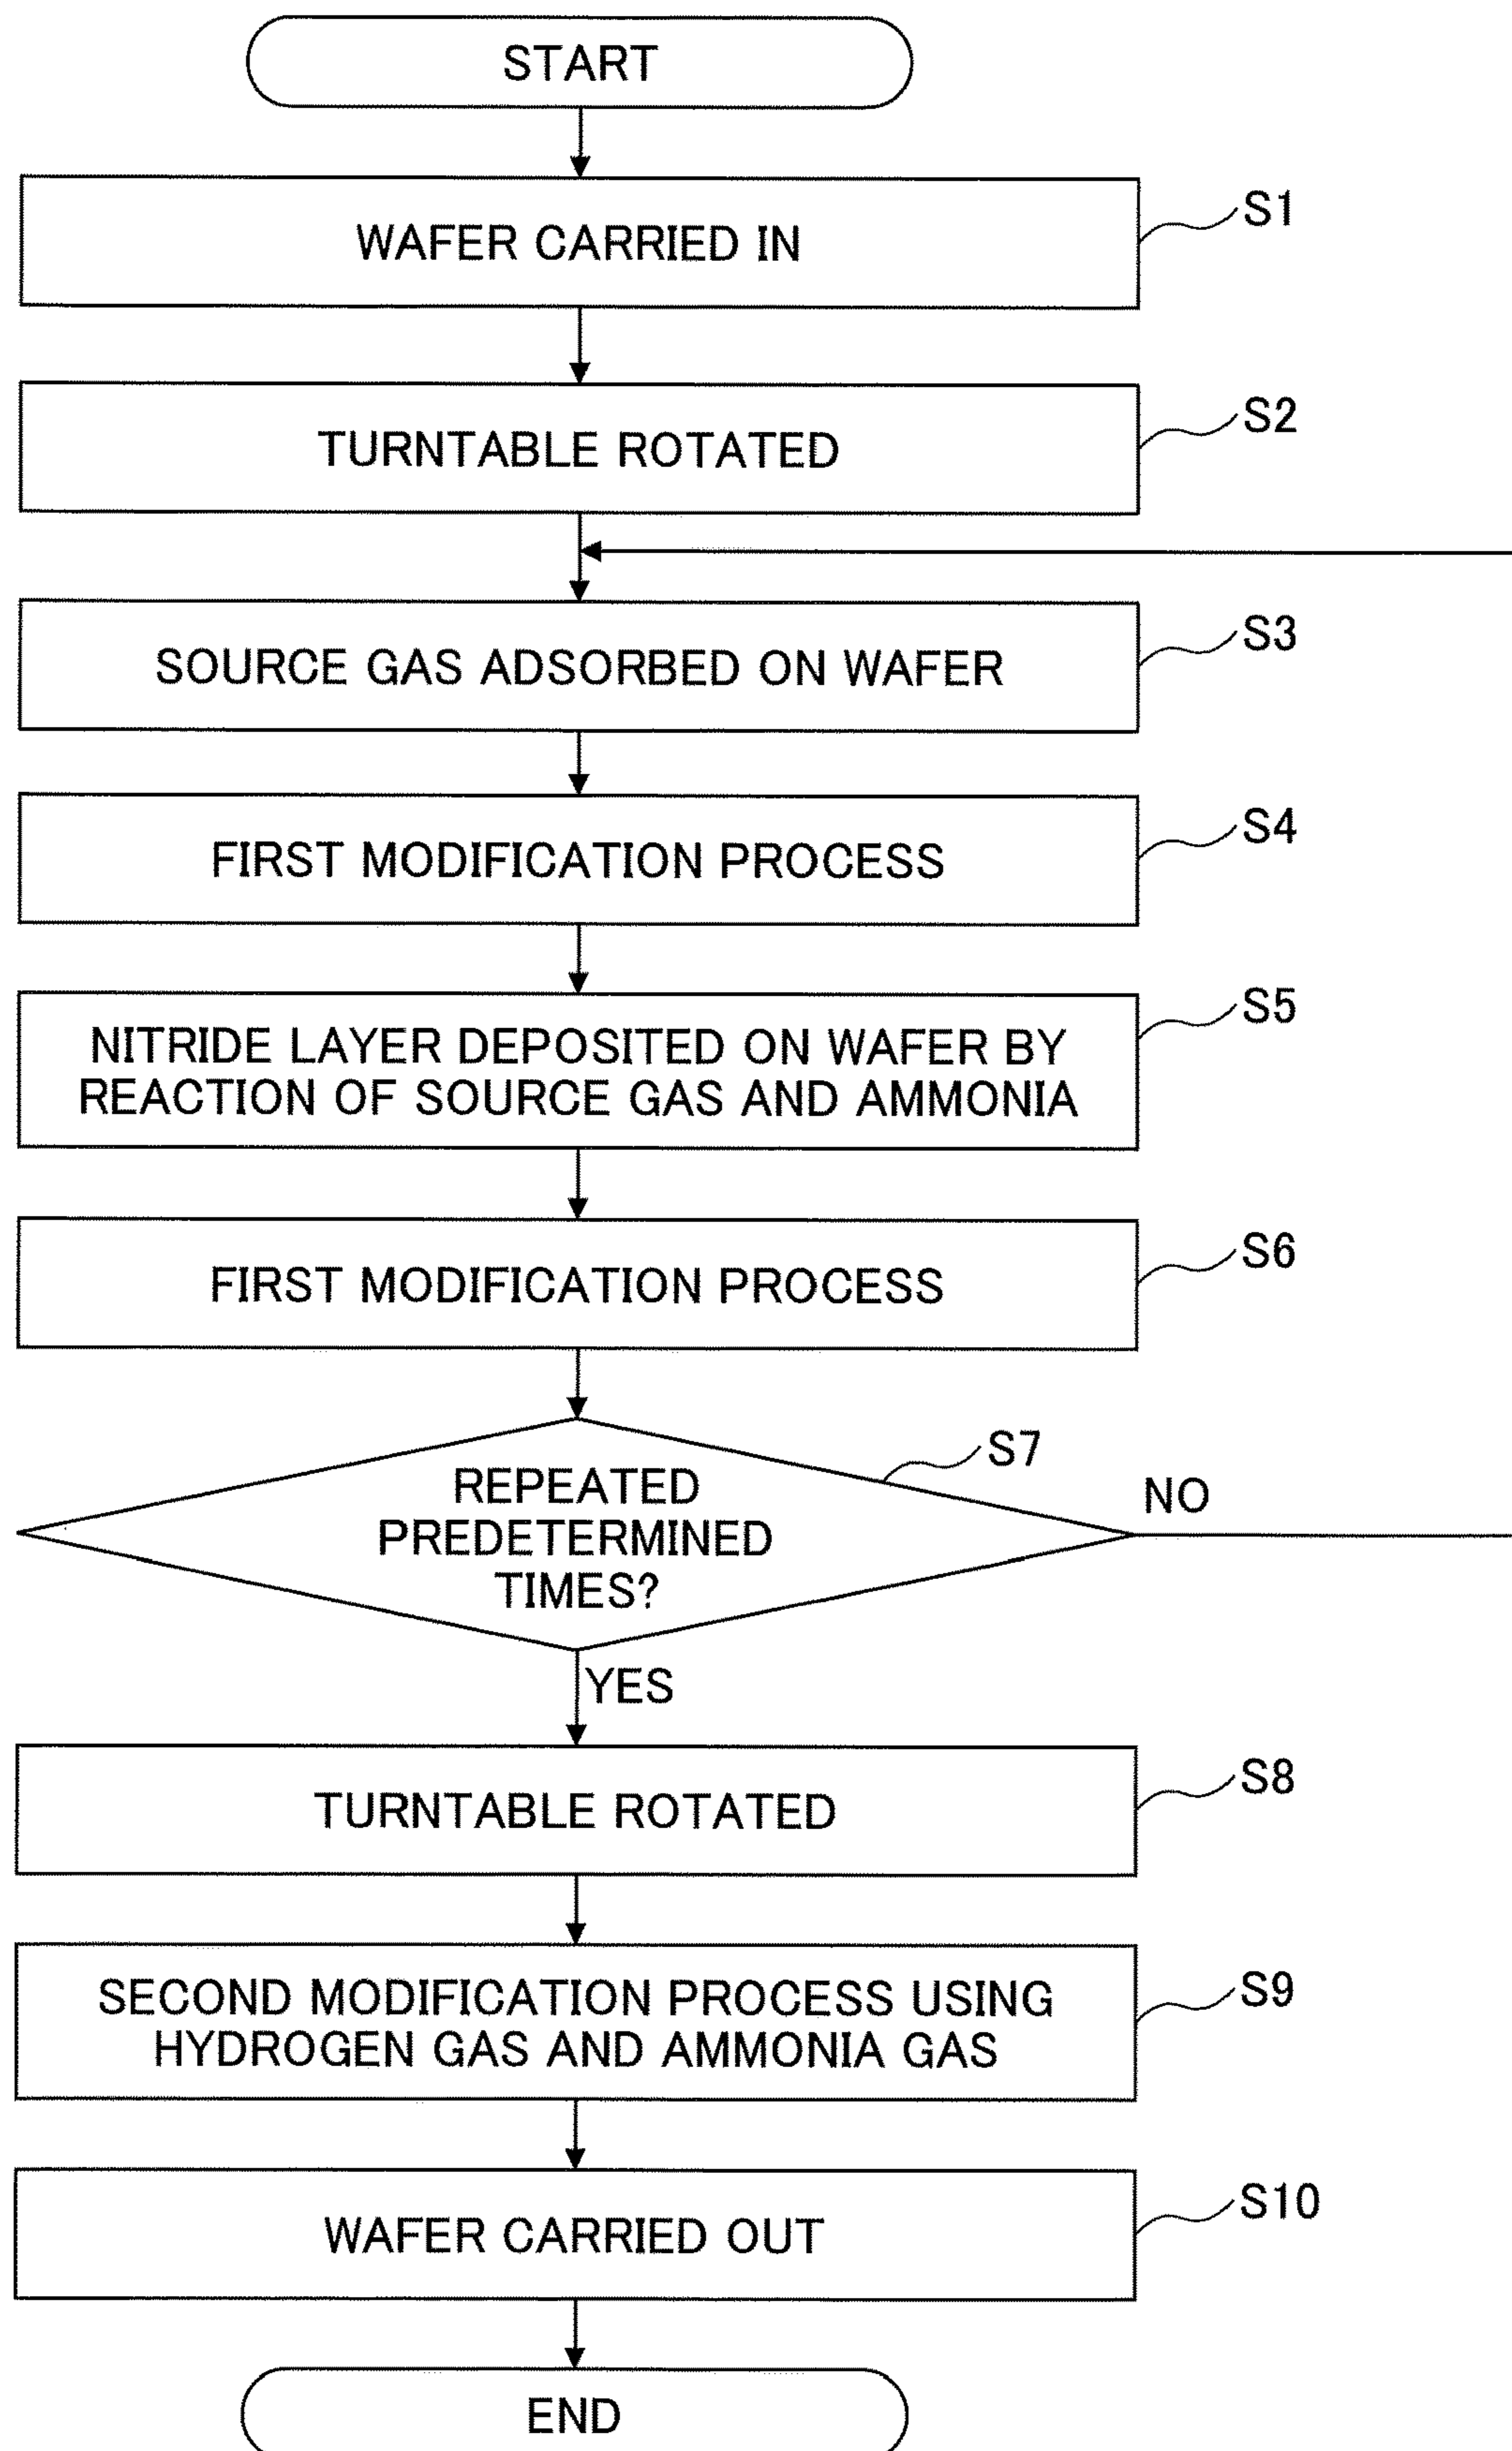 START
WAFER CARRIED IN
S1
TURNTABLE ROTATED
S2
SOURCE GAS ADSORBED ON WAFER
S3
FIRST MODIFICATION PROCESS
S4
NITRIDE LAYER DEPOSITED ON WAFER BY
REACTION OF SOURCE GAS AND AMMONIA
S5
FIRST MODIFICATION PROCESS
S6
REPEATED
PREDETERMINED
TIMES?
S7
NO
YES
TURNTABLE ROTATED
S8
SECOND MODIFICATION PROCESS USING
HYDROGEN GAS AND AMMONIA GAS
S9
WAFER CARRIED OUT
S10
END